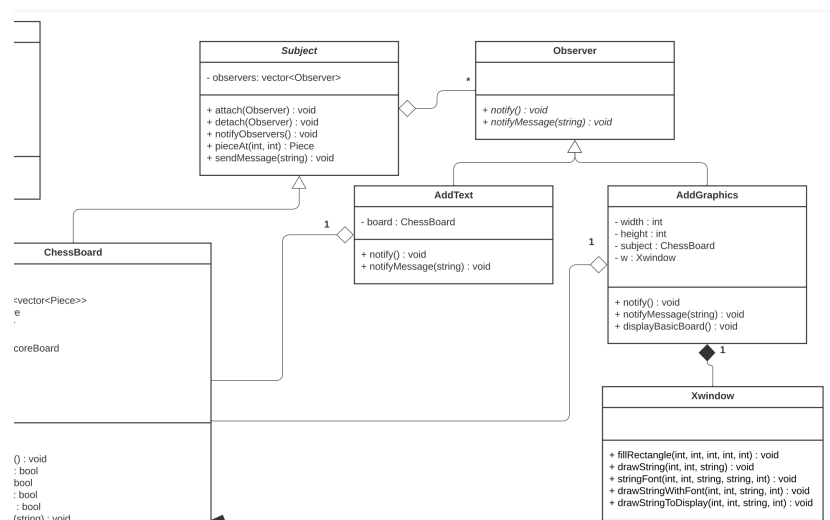 Subject
- observers: vector<Observer>
+ attach(Observer) : void
+ detach(Observer) : void
+ notifyObservers() : void
+ pieceAt(int, int) : Piece
+ sendMessage(string) : void
*
Observer
+ notify() : void
+ notifyMessage(string) : void
AddText
- board : ChessBoard
+ notify() : void
+ notifyMessage(string) : void
1
AddGraphics
- width : int
- height : int
- subject : ChessBoard
- w : Xwindow
+ notify() : void
+ notifyMessage(string) : void
+ displayBasicBoard() : void
1
1
ChessBoard
<vector<Piece>>
coreBoard
() : void
: bool
bool
: bool
: bool
(string) : void
Xwindow
+ fillRectangle(int, int, int, int, int) : void
+ drawString(int, int, string) : void
+ stringFont(int, int, string, string, int) : void
+ drawStringWithFont(int, int, string, int) : void
+ drawStringToDisplay(int, int, string, int) : void